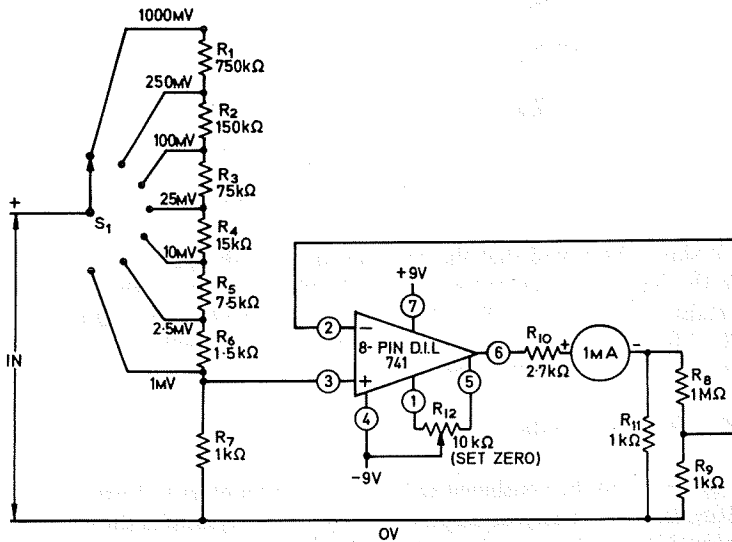 1000MV
R1
750kΩ
250MV
R2
150kΩ
100MV
R3
75kΩ
+
S1
25MV
R4
15kΩ
10MV
R5
7·5kΩ
2·5MV
R6
1·5kΩ
1MV
IN
R7
1kΩ
+9V
7
2
−
8-PIN D.I.L
741
6
R10
2·7kΩ
+
1MA
-
3
+
4
1
5
R12
10kΩ
(SET ZERO)
-9V
R11
1kΩ
R8
1MΩ
R9
1kΩ
OV